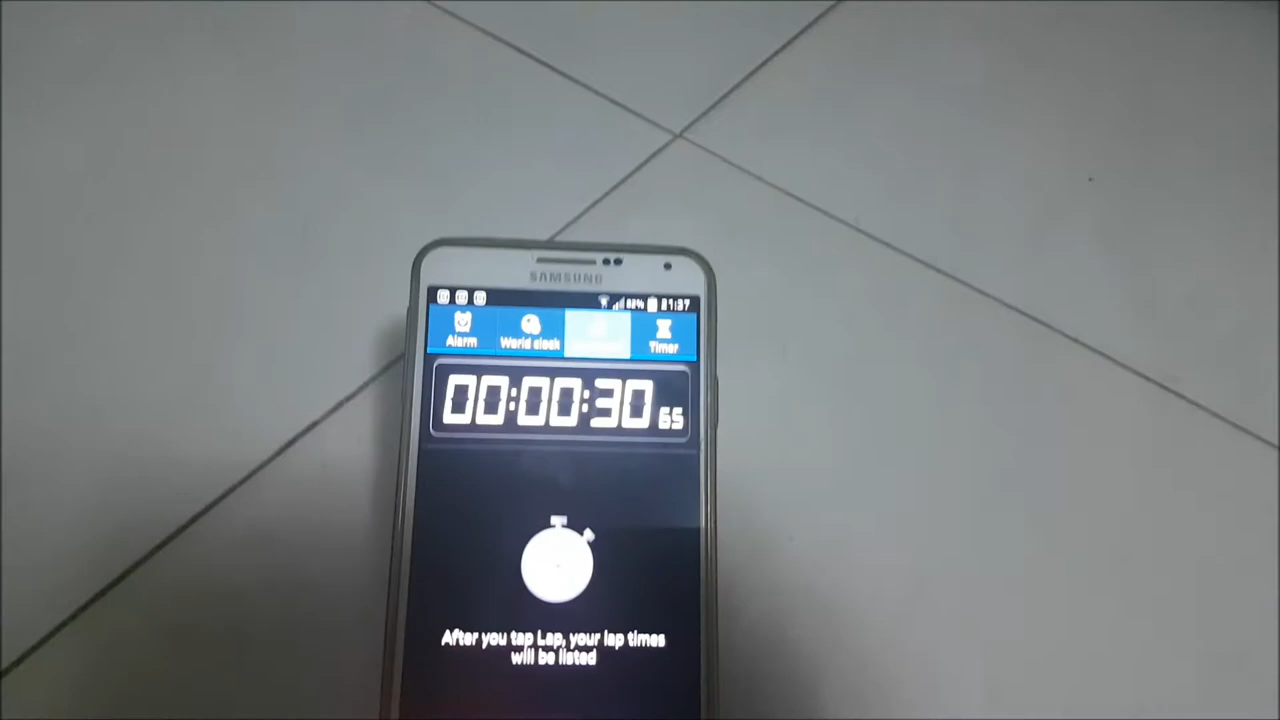 SAMSUNG
82% 21:37
Alarm World clock Timer
00:00:30 65
After you tap Lap, your lap times
will be listed